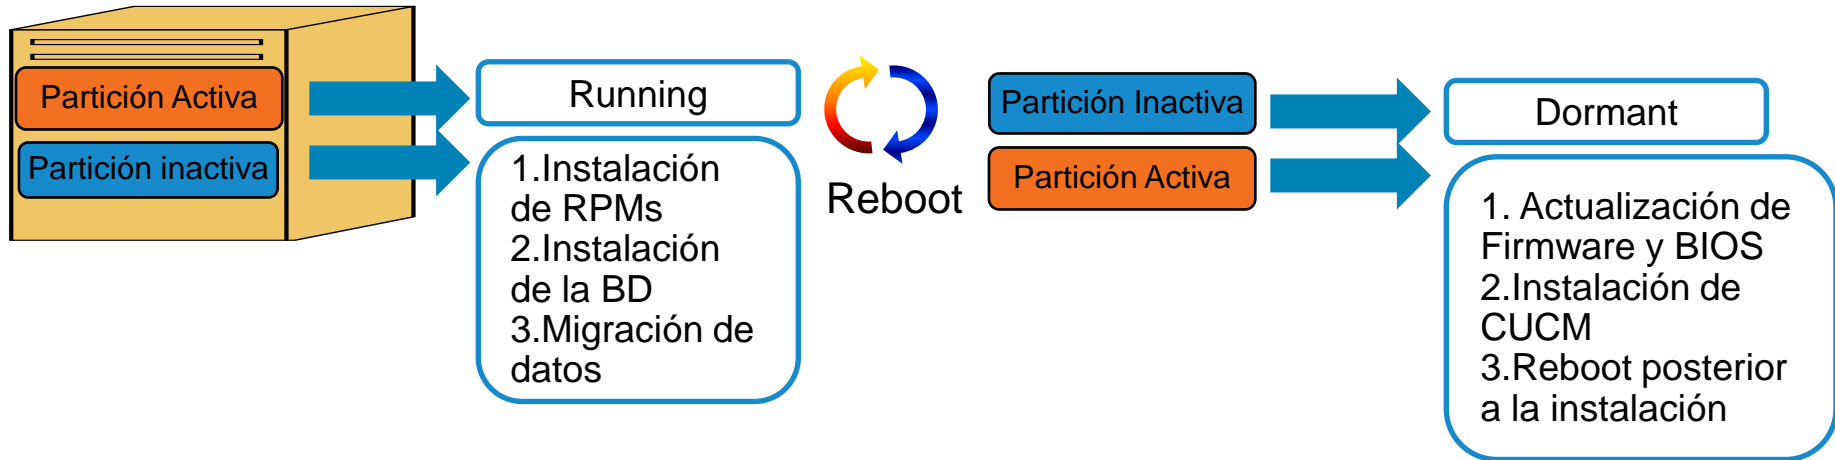 Partición Activa
Partición inactiva
Running
1.Instalación
de RPMs
2.Instalación
de la BD
3.Migración de
datos
Reboot
Partición Inactiva
Partición Activa
Dormant
1. Actualización de
Firmware y BIOS
2.Instalación de
CUCM
3.Reboot posterior
a la instalación